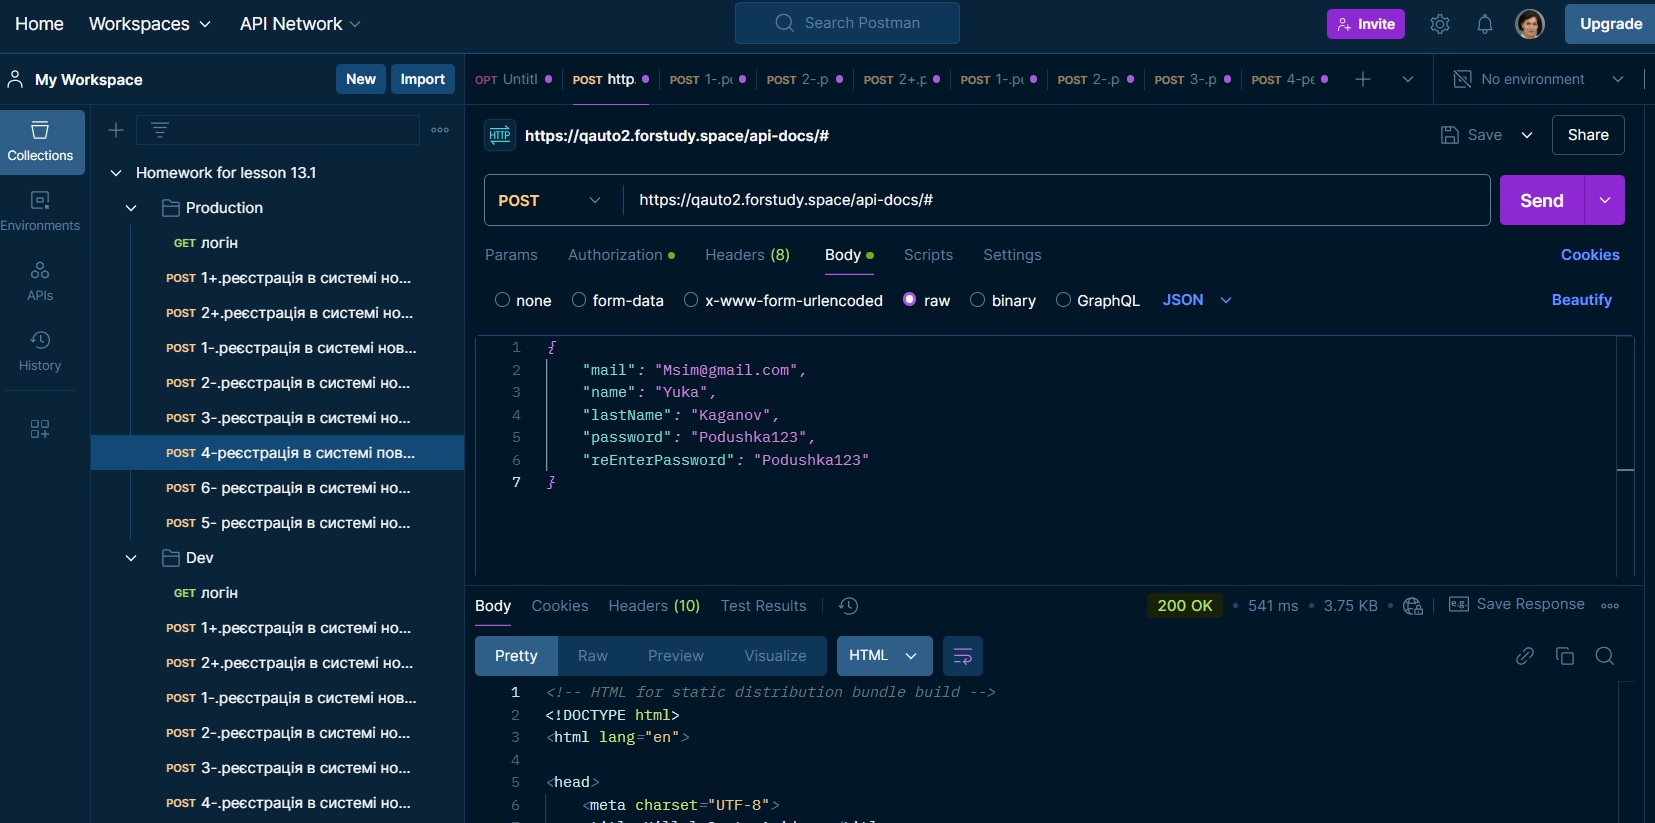 Home Workspaces API Network Search Postman Invite Upgrade
My Workspace New Import
OPT Untitl POST http. POST 1-.ре POST 2-.р POST 2+.р POST 1-.ре POST 2-.р POST 3-.р POST 4-ре No environment
Collections
Environments
APIs
History
Homework for lesson 13.1
Production
GET логін
POST 1+.реєстрація в системі но...
POST 2+.реєстрація в системі но...
POST 1-.реєстрація в системі нов...
POST 2-.реєстрація в системі но...
POST 3-.реєстрація в системі но...
POST 4-реєстрація в системі пов...
POST 6- реєстрація в системі но...
POST 5- реєстрація в системі но...
Dev
GET логін
POST 1+.реєстрація в системі но...
POST 2+.реєстрація в системі но...
POST 1-.реєстрація в системі нов...
POST 2-.реєстрація в системі но...
POST 3-.реєстрація в системі но...
POST 4-.реєстрація в системі но...
HTTP https://qauto2.forstudy.space/api-docs/# Save Share
POST https://qauto2.forstudy.space/api-docs/# Send
Params Authorization Headers (8) Body Scripts Settings Cookies
none form-data x-www-form-urlencoded raw binary GraphQL JSON Beautify
1 {
2 "mail": "Msim@gmail.com",
3 "name": "Yuka",
4 "lastName": "Kaganov",
5 "password": "Podushka123",
6 "reEnterPassword": "Podushka123"
7 }
Body Cookies Headers (10) Test Results 200 OK 541 ms 3.75 KB e.g. Save Response
Pretty Raw Preview Visualize HTML
1 <!-- HTML for static distribution bundle build -->
2 <!DOCTYPE html>
3 <html lang="en">
4
5 <head>
6 <meta charset="UTF-8">